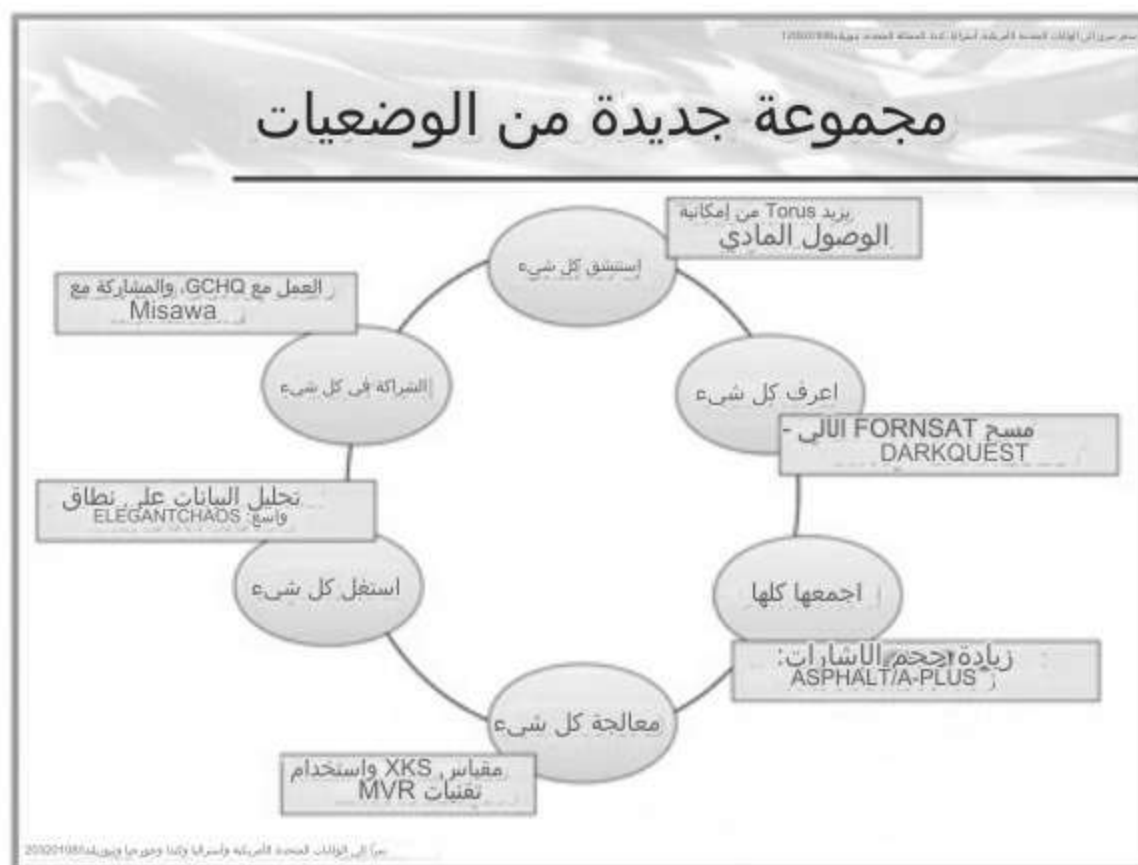 مجموعة جديدة من الوضعيات
يزيد Torus من إمكانية
الوصول المادي
إستنشق كل شيء
العمل مع GCHQ، والمشاركة مع
Misawa
الشراكة في كل شيء
اعرف كل شيء
مسح FORNSAT الآلي -
DARKQUEST
تحليل البيانات على نطاق
واسع: ELEGANTCHAOS
استغل كل شيء
اجمعها كلها
زيادة حجم الإشارات:
ASPHALT/A-PLUS
معالجة كل شيء
مقياس XKS واستخدام
تقنيات MVR